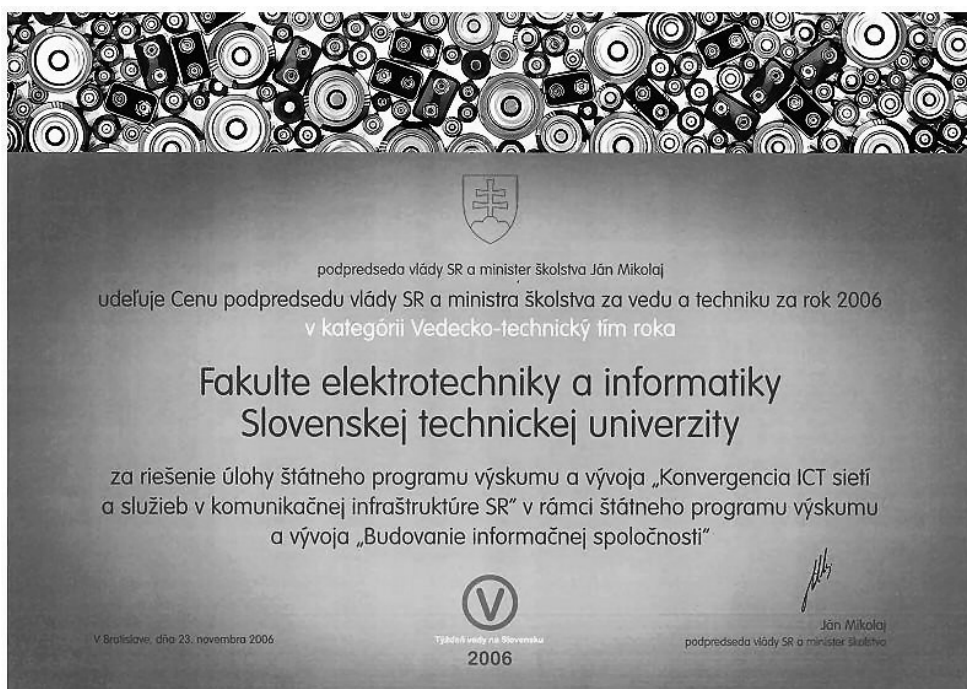 podpredseda vlády SR a minister školstva Ján Mikolaj
udeľuje Cenu podpredsedu vlády SR a ministra školstva za vedu a techniku za rok 2006
v kategórii Vedecko-technický tím roka
Fakulte elektrotechniky a informatiky
Slovenskej technickej univerzity
za riešenie úlohy štátneho programu výskumu a vývoja „Konvergencia ICT sietí
a služieb v komunikačnej infraštruktúre SR" v rámci štátneho programu výskumu
a vývoja „Budovanie informačnej spoločnosti"
V
V Bratislave, dňa 23. novembra 2006
Týždeň vedy na Slovensku
2006
Ján Mikolaj
podpredseda vlády SR a minister školstva